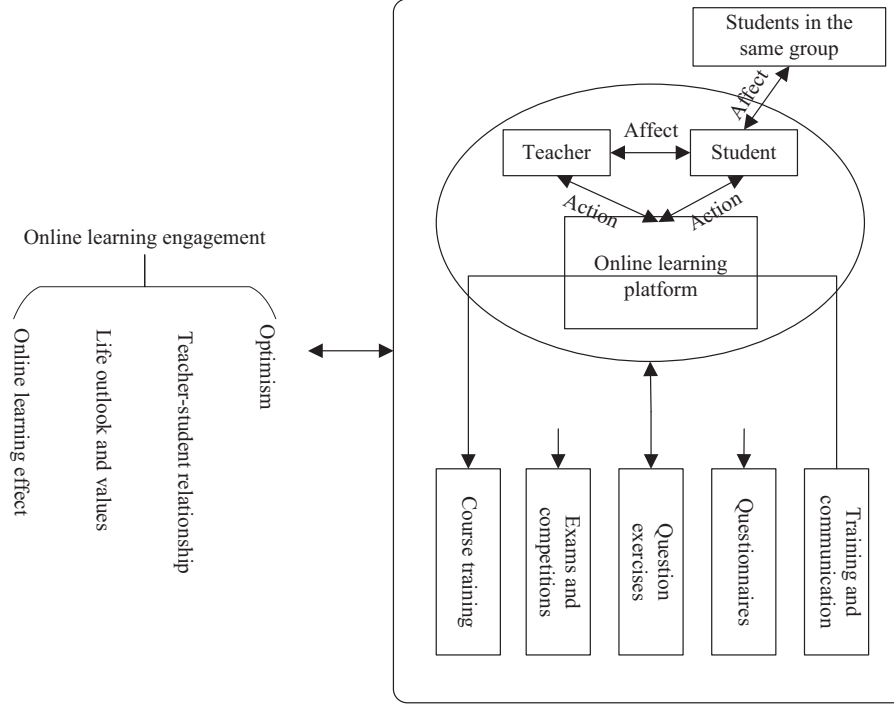 Students in the
same group
Affect
Affect
Teacher
Student
Action
Action
Online learning
platform
Online learning engagement
Online learning effect
Life outlook and values
Teacher-student relationship
Optimism
Course training
Exams and
competitions
Question
exercises
Questionnaires
Training and
communication